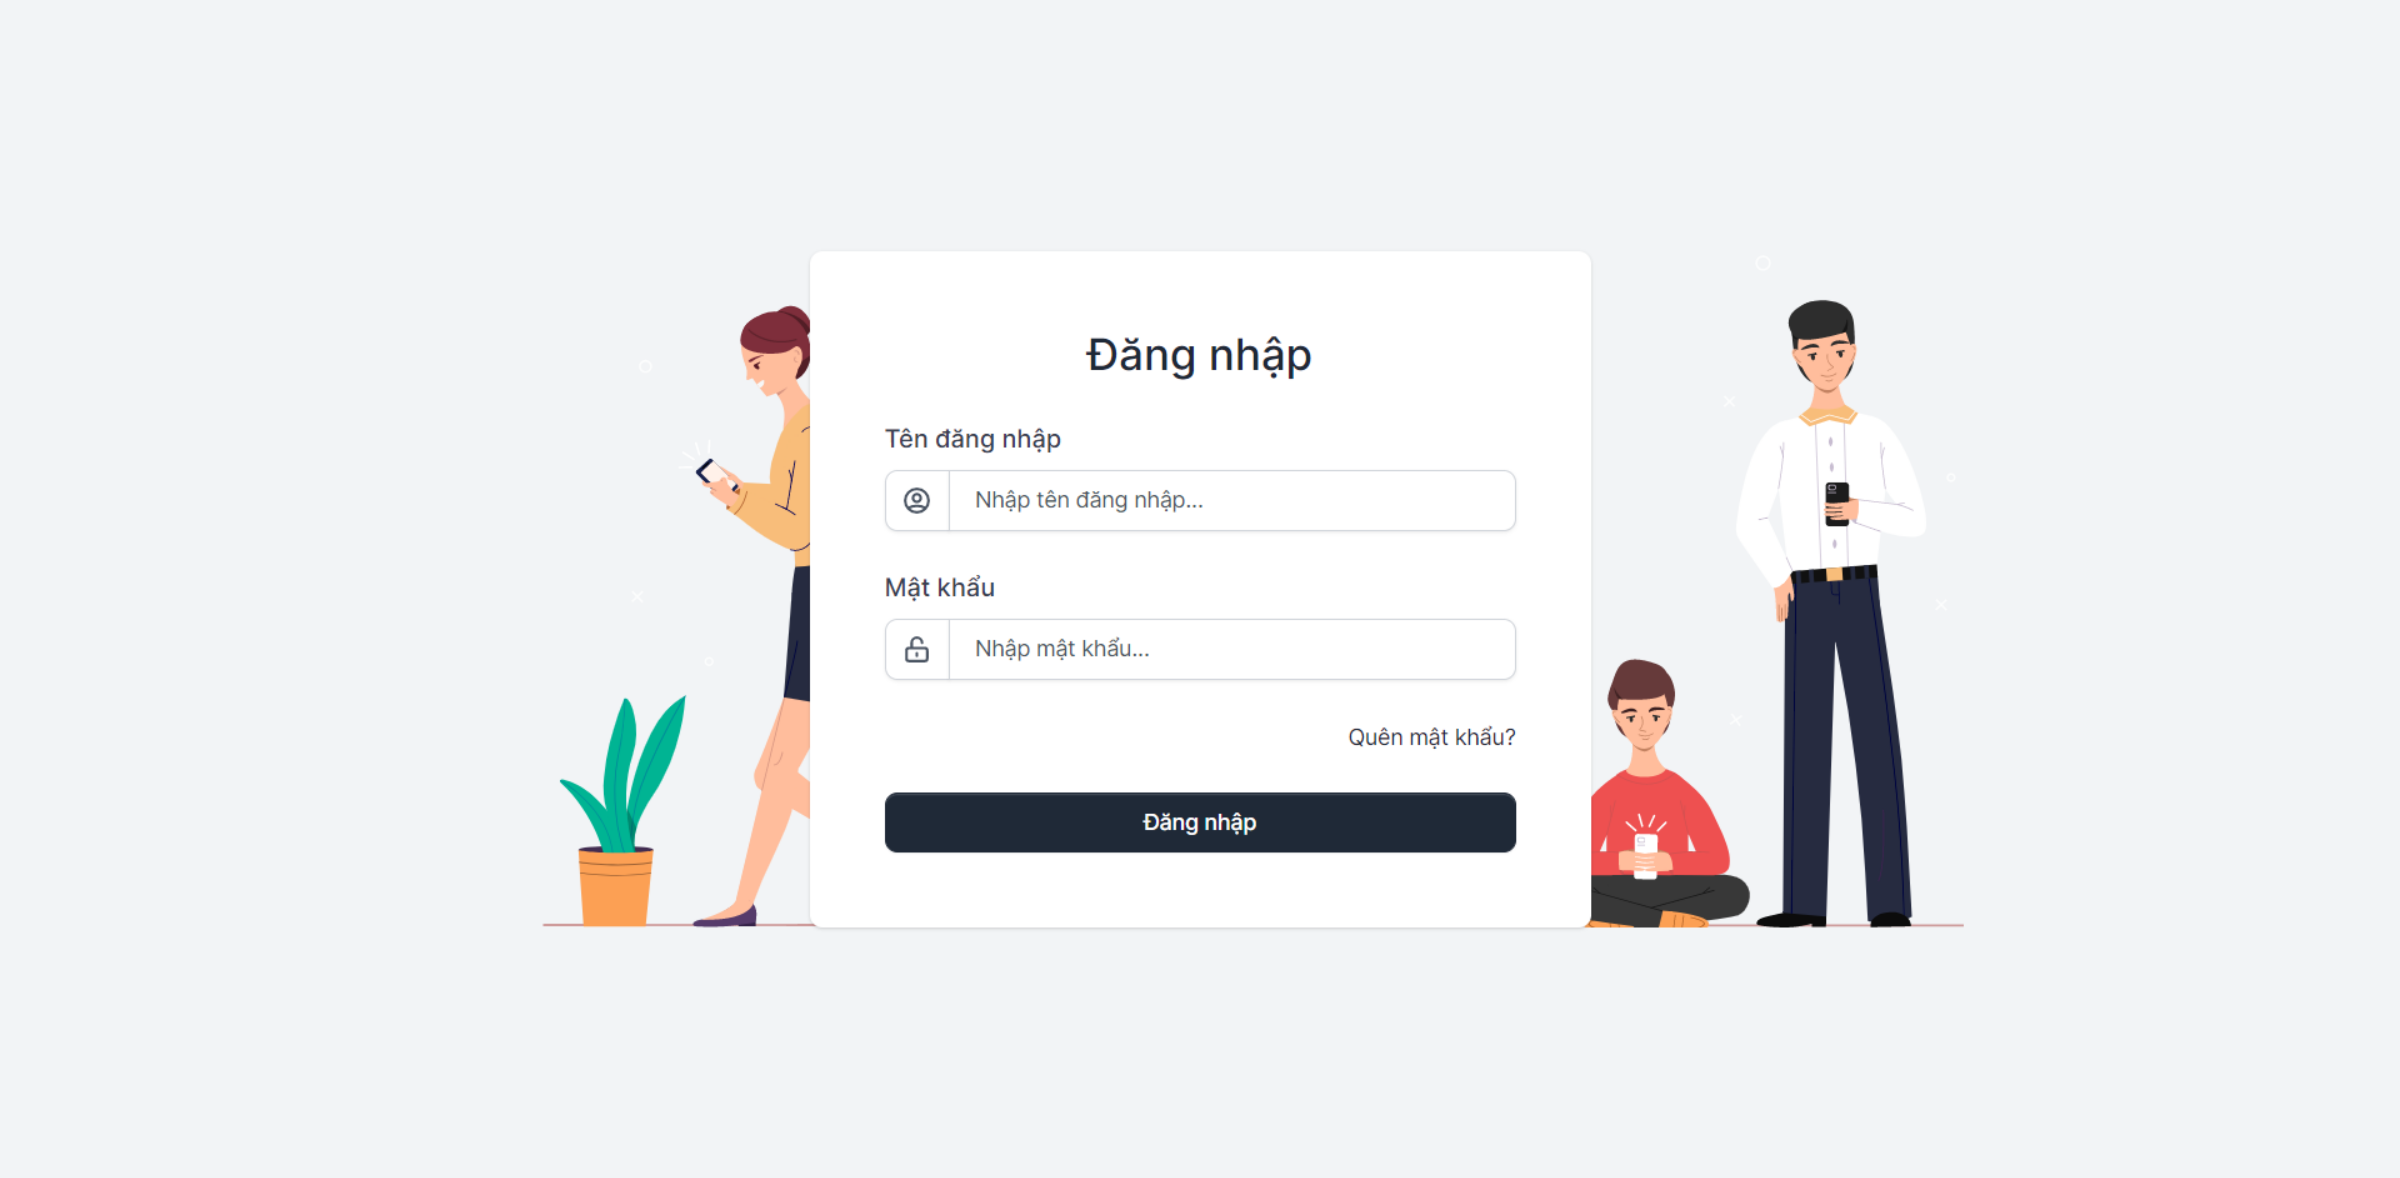 Đăng nhập
Tên đăng nhập
Nhập tên đăng nhập...
Mật khẩu
Nhập mật khẩu...
Quên mật khẩu?
Đăng nhập